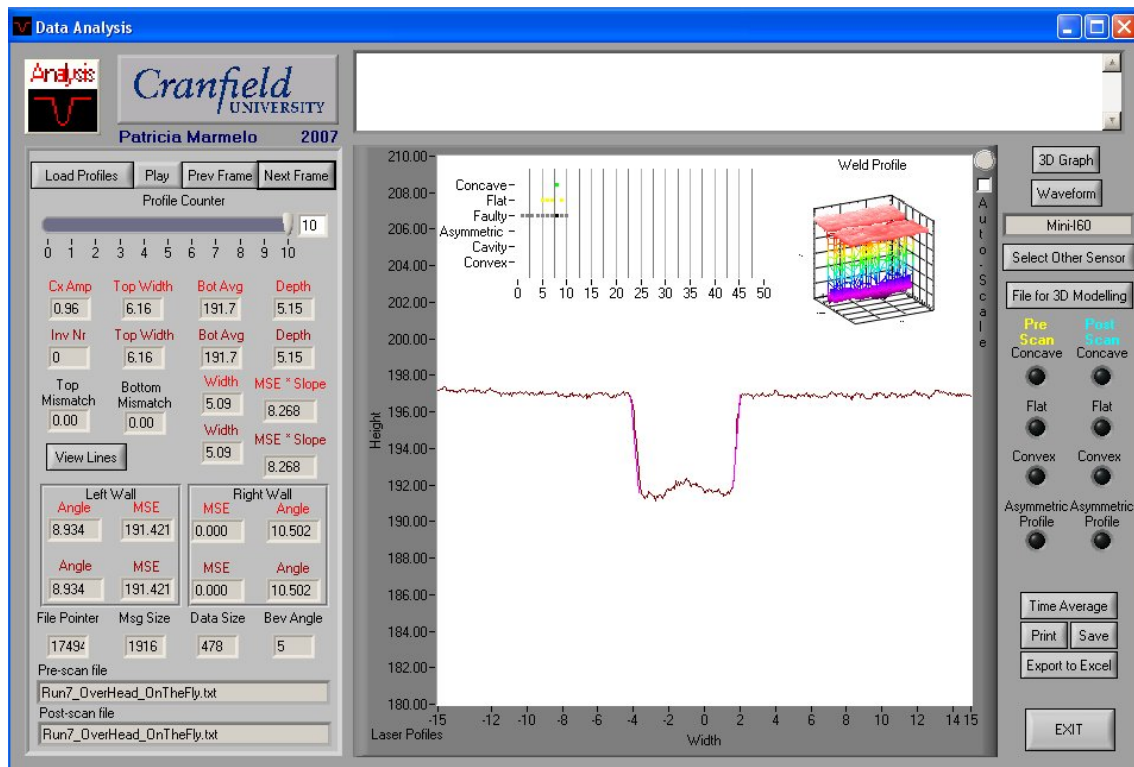 Data Analysis
Analysis
Cranfield
UNIVERSITY
Patricia Marmelo 2007
Load Profiles Play Prev Frame Next Frame
Profile Counter
10
0 1 2 3 4 5 6 7 8 9 10
Cx Amp Top Width Bot Avg Depth
0.96 6.16 191.7 5.15
Inv Nr Top Width Bot Avg Depth
0 6.16 191.7 5.15
Top Mismatch Bottom Mismatch Width MSE * Slope
0.00 0.00 5.09 8.268
Width MSE * Slope
5.09 8.268
View Lines
Left Wall Right Wall
Angle MSE MSE Angle
8.934 191.421 0.000 10.502
Angle MSE MSE Angle
8.934 191.421 0.000 10.502
File Pointer Msg Size Data Size Bev Angle
17494 1916 478 5
Pre-scan file
Run7_OverHead_OnTheFly.txt
Post-scan file
Run7_OverHead_OnTheFly.txt
210.00
208.00
206.00
204.00
202.00
200.00
198.00
196.00
194.00
192.00
190.00
188.00
186.00
184.00
182.00
180.00
Height
-15 -12 -10 -8 -6 -4 -2 0 2 4 6 8 10 12 14 15
Width
Laser Pofiles
Concave
Flat
Faulty
Asymmetric
Cavity
Convex
0 5 10 15 20 25 30 35 40 45 50
Weld Profile
Auto-Scale
3D Graph
Waveform
Mini-I60
Select Other Sensor
File for 3D Modelling
Pre Scan Post Scan
Concave Concave
Flat Flat
Convex Convex
Asymmetric Profile Asymmetric Profile
Time Average
Print Save
Export to Excel
EXIT